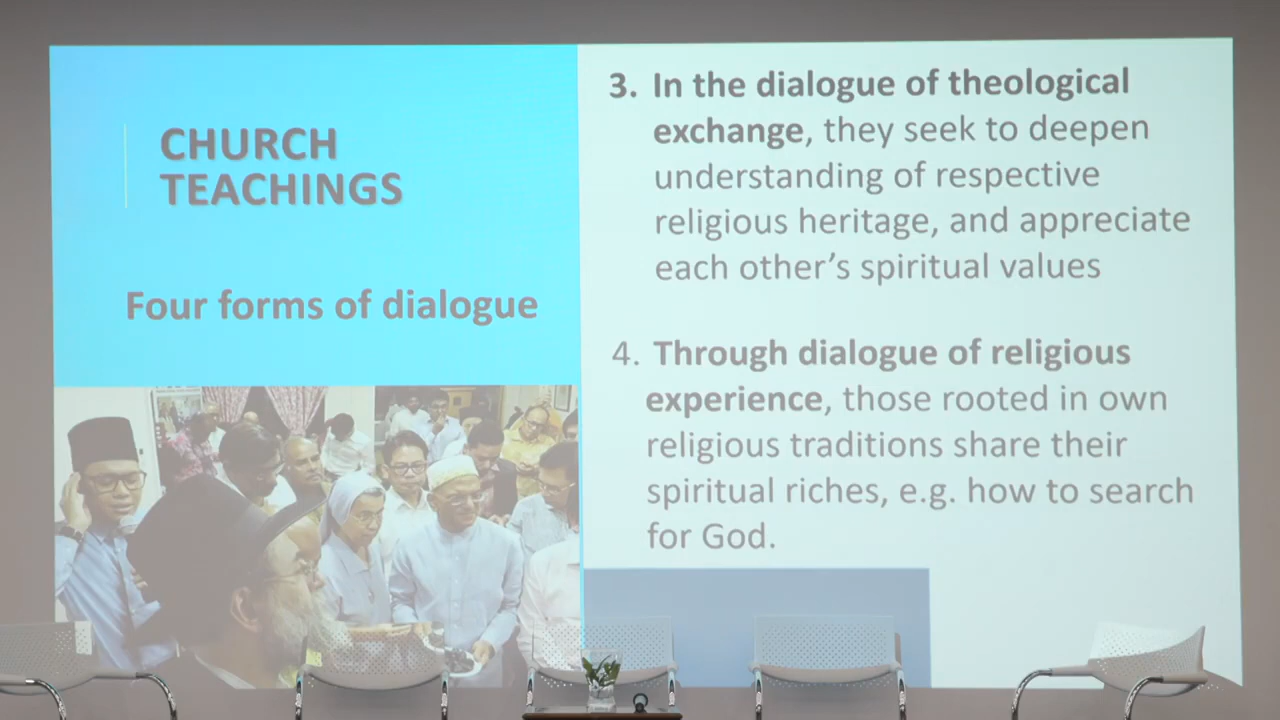 CHURCH
TEACHINGS
Four forms of dialogue
3. In the dialogue of theological
exchange, they seek to deepen
understanding of respective
religious heritage, and appreciate
each other’s spiritual values
4. Through dialogue of religious
experience, those rooted in own
religious traditions share their
spiritual riches, e.g. how to search
for God.